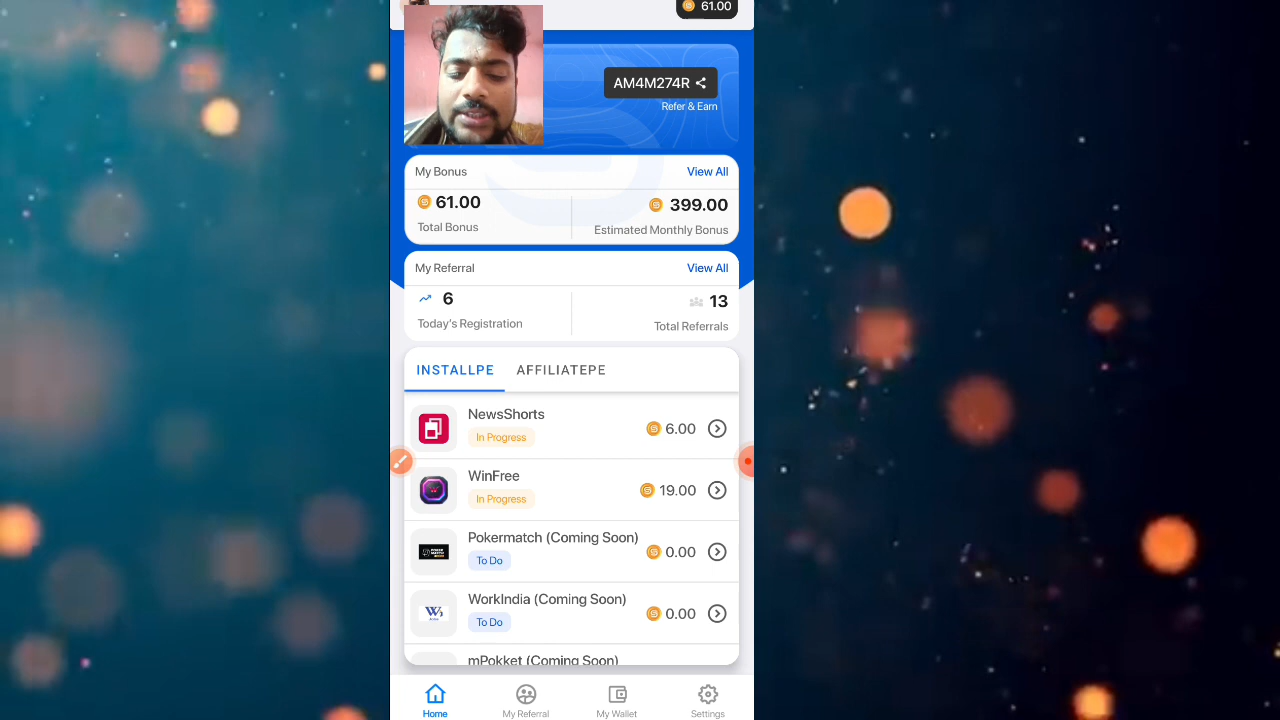 61.00
AM4M274R
Refer & Earn
My Bonus
View All
61.00
399.00
Total Bonus
Estimated Monthly Bonus
My Referral
View All
6
13
Today's Registration
Total Referrals
INSTALLPE
AFFILIATEPE
NewsShorts
In Progress
6.00
WinFree
In Progress
19.00
Pokermatch (Coming Soon)
To Do
0.00
WorkIndia (Coming Soon)
To Do
0.00
mPokket (Coming Soon)
Home
My Referral
My Wallet
Settings